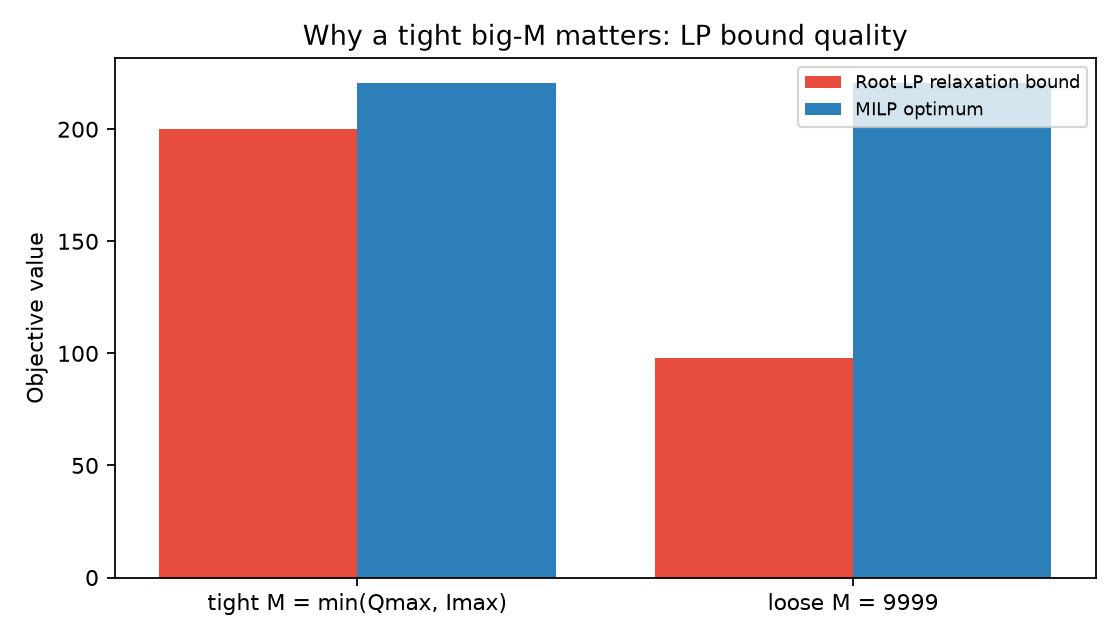 Why a tight big-M matters: LP bound quality
Root LP relaxation bound
MILP optimum
Objective value
200
150
100
50
0
tight M = min(Qmax, Imax)
loose M = 9999